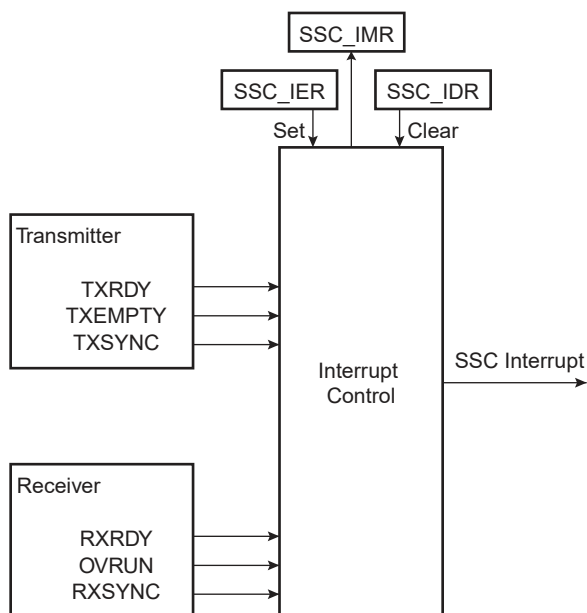 SSC_IMR
SSC_IER
SSC_IDR
Set
Clear
Transmitter
TXRDY
TXEMPTY
TXSYNC
Interrupt
Control
SSC Interrupt
Receiver
RXRDY
OVRUN
RXSYNC